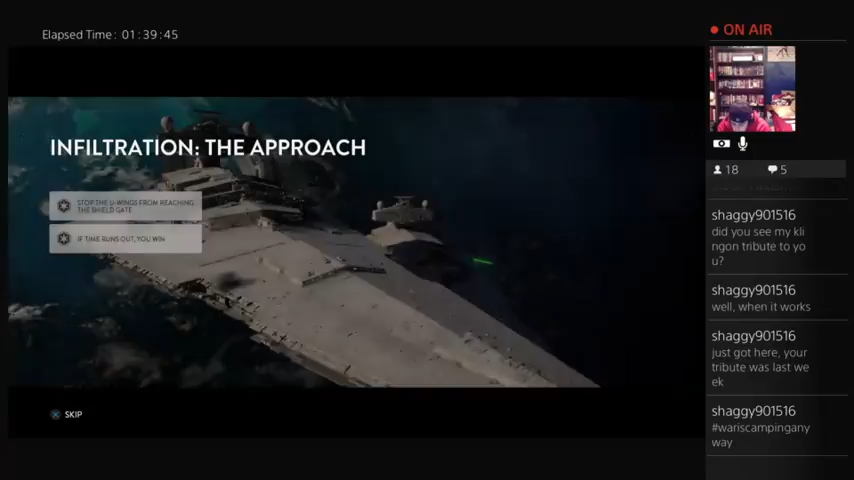 Elapsed Time: 01:39:45
ON AIR
INFILTRATION: THE APPROACH
STOP THE U-WINGS FROM REACHING
THE SHIELD GATE
IF TIME RUNS OUT, YOU WIN
SKIP
18
5
shaggy901516
did you see my kli
ngon tribute to yo
u?
shaggy901516
well, when it works
shaggy901516
just got here, your
tribute was last we
ek
shaggy901516
#wariscampingany
way